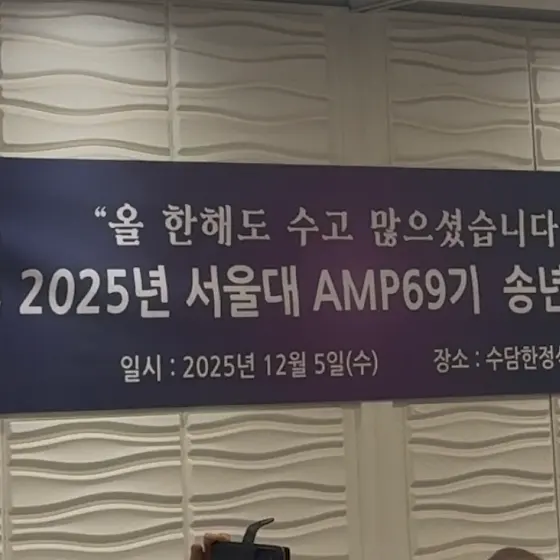 “올 한해도 수고 많으셨습니다
2025년 서울대 AMP69기 송년
일시 : 2025년 12월 5일(수)
장소 : 수담한정식